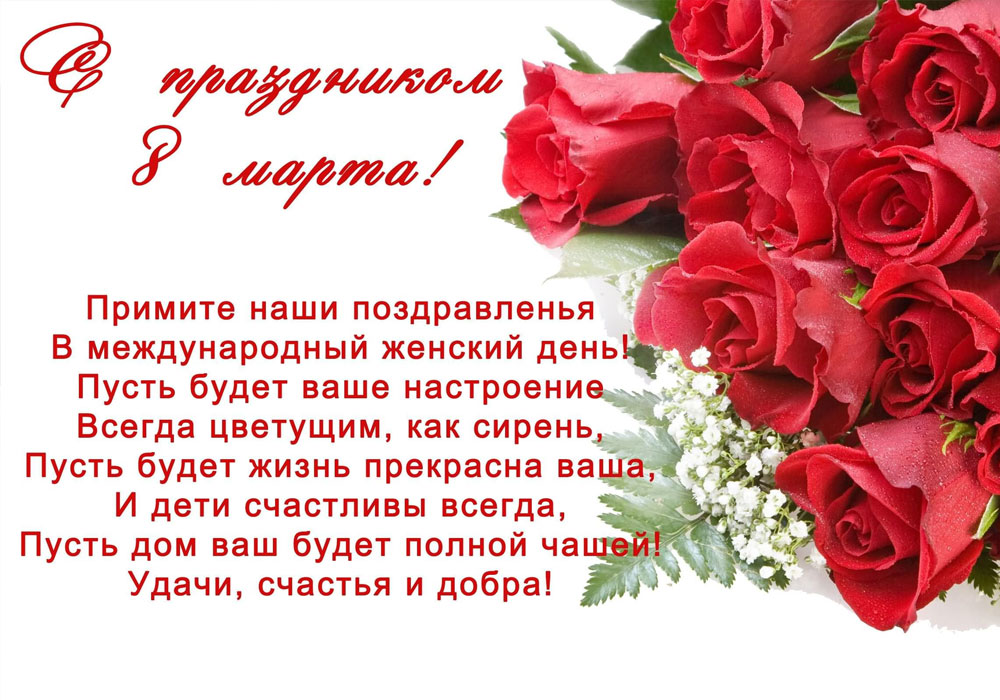 С праздником
8 марта!
Примите наши поздравленья
В международный женский день!
Пусть будет ваше настроение
Всегда цветущим, как сирень,
Пусть будет жизнь прекрасна ваша,
И дети счастливы всегда,
Пусть дом ваш будет полной чашей!
Удачи, счастья и добра!